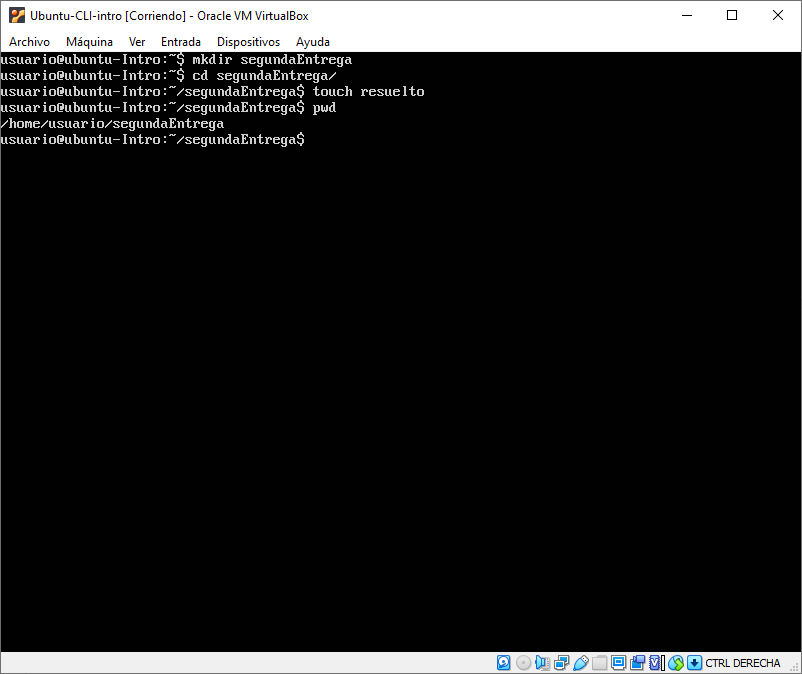 Ubuntu-CLI-intro [Corriendo] - Oracle VM VirtualBox
Archivo Máquina Ver Entrada Dispositivos Ayuda
usuario@ubuntu-Intro:~$ mkdir segundaEntrega
usuario@ubuntu-Intro:~$ cd segundaEntrega/
usuario@ubuntu-Intro:~/segundaEntrega$ touch resuelto
usuario@ubuntu-Intro:~/segundaEntrega$ pwd
/home/usuario/segundaEntrega
usuario@ubuntu-Intro:~/segundaEntrega$
CTRL DERECHA